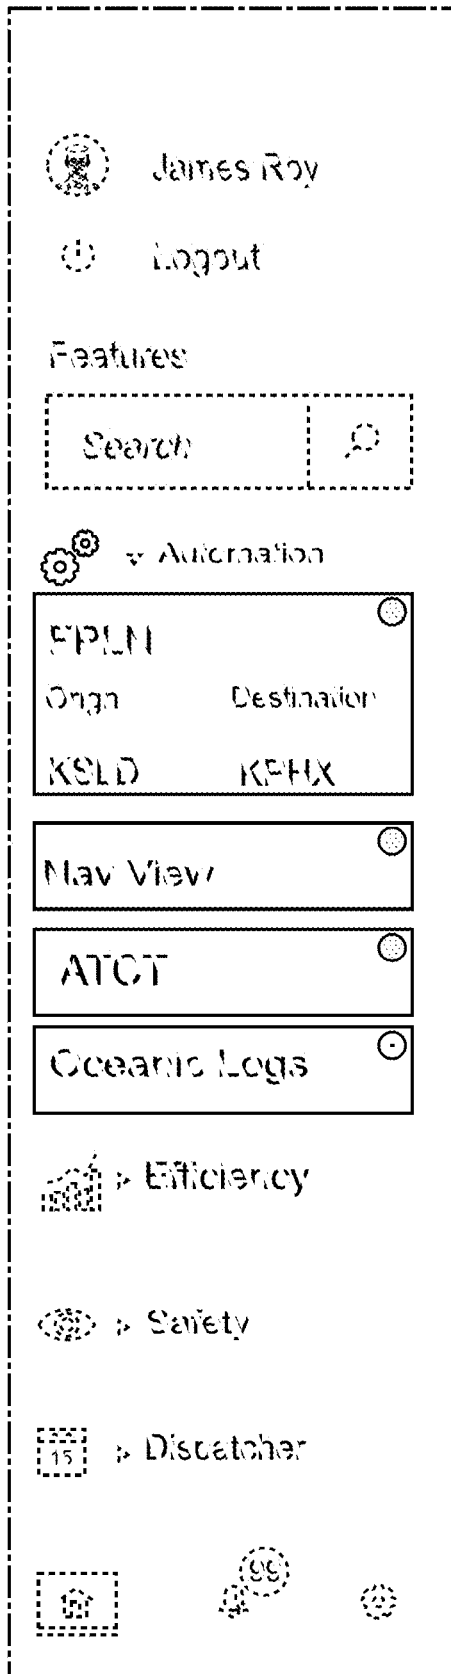 James Roy
Logout
Features
Search
Automation
FPLN
Origin Destination
KSLD KPHX
Nav View
ATCT
Oceanic Logs
Efficiency
Safety
15 Dispatcher
99